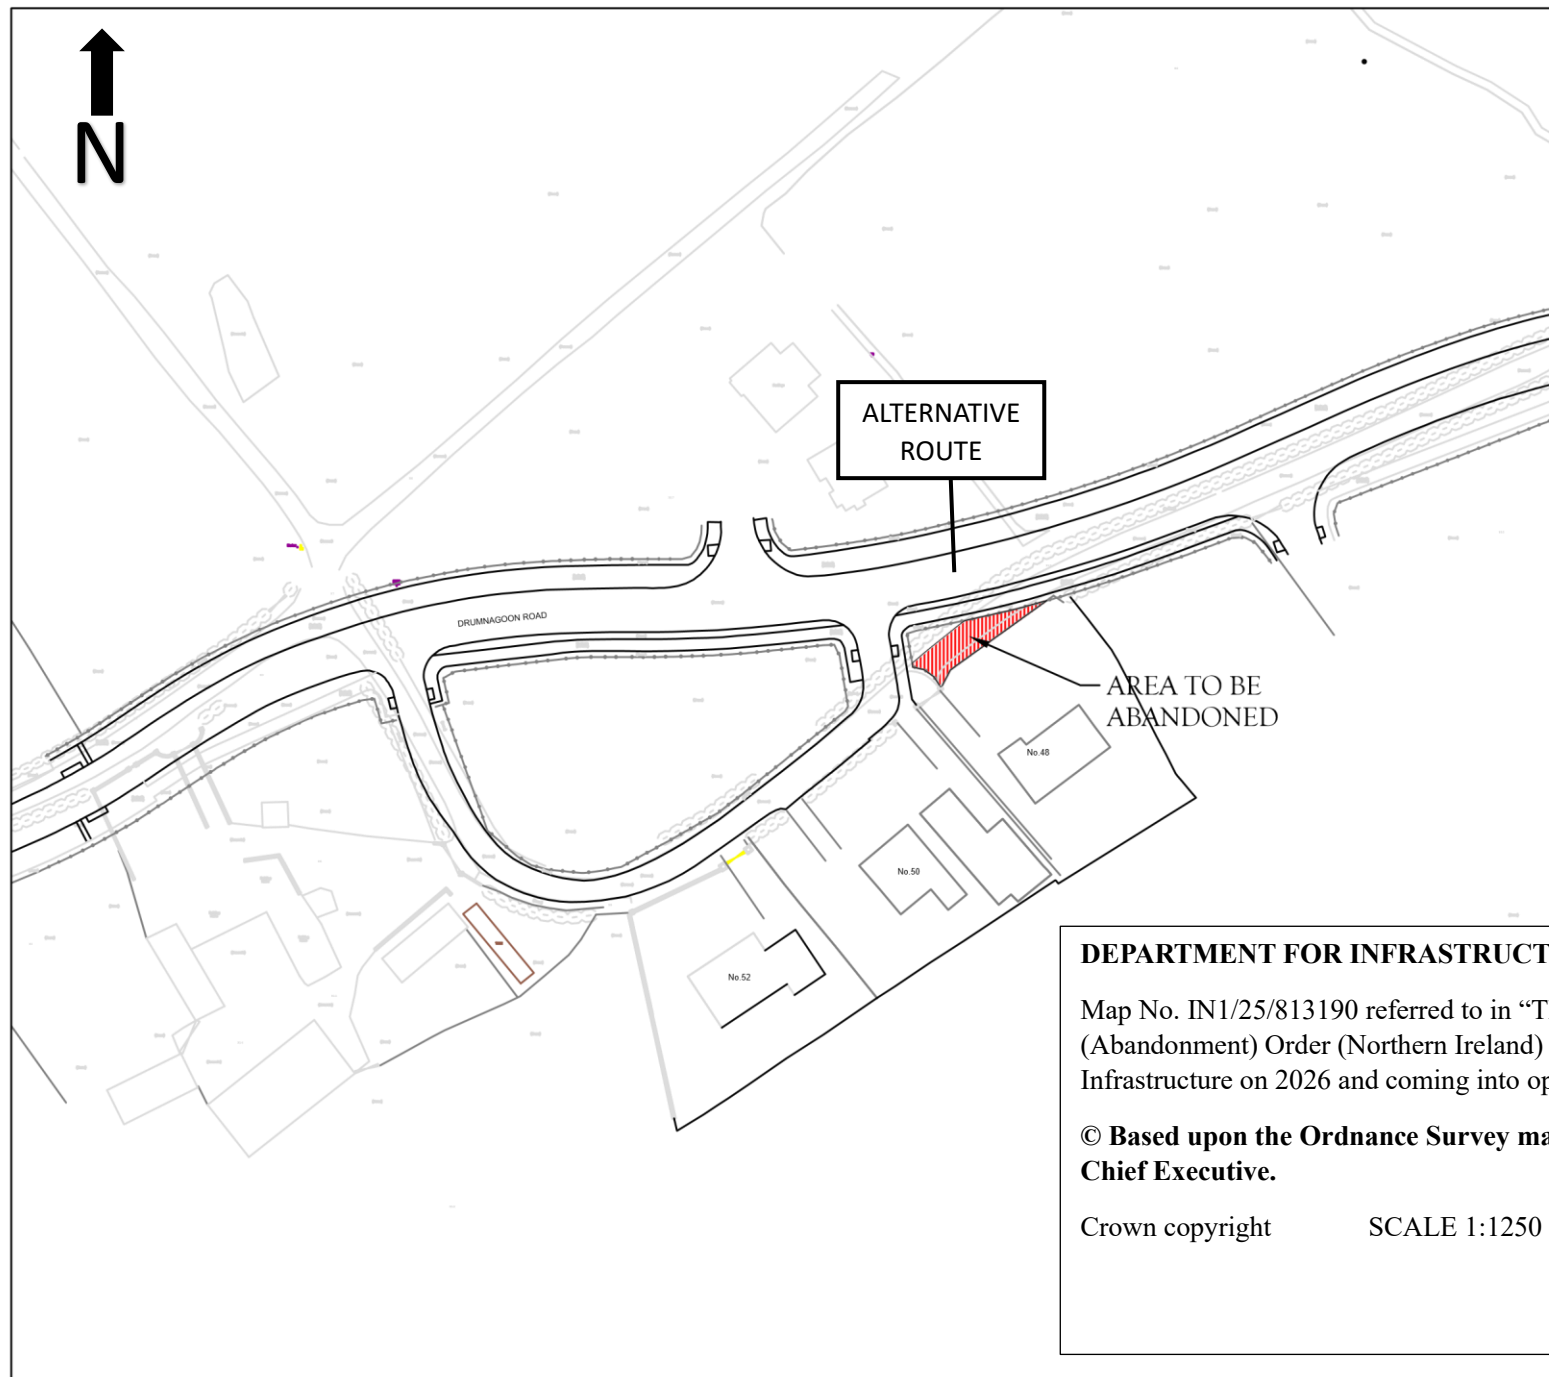 N
ALTERNATIVE
ROUTE
DRUMNAGOON ROAD
AREA TO BE
ABANDONED
No.48
No.50
No.52
DEPARTMENT FOR INFRASTRUCT
Map No. IN1/25/813190 referred to in “T
(Abandonment) Order (Northern Ireland)
Infrastructure on 2026 and coming into op
© Based upon the Ordnance Survey ma
Chief Executive.
Crown copyright SCALE 1:1250